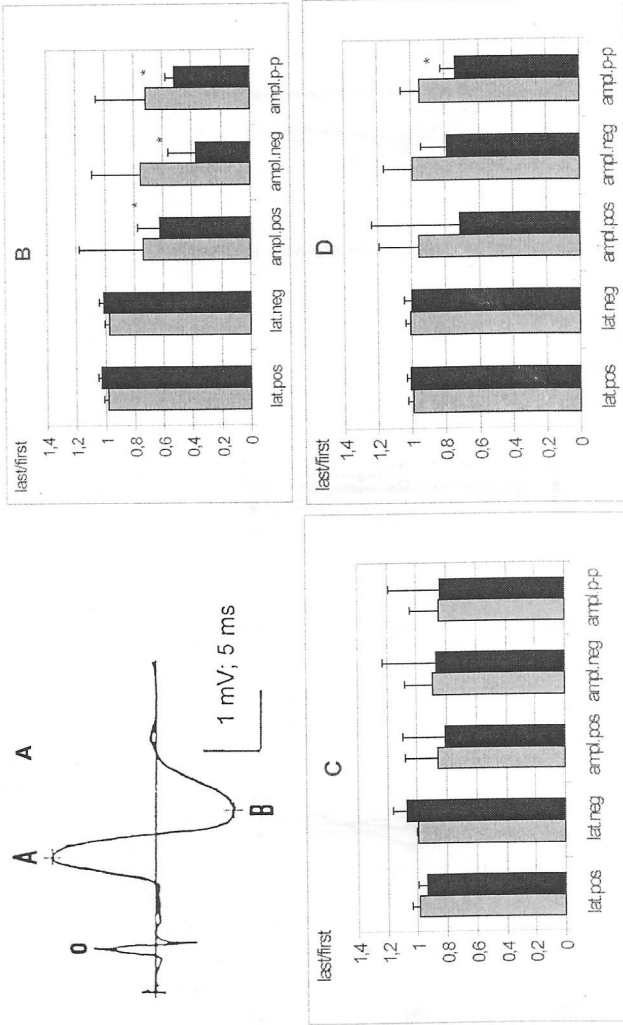 A
A
O
B
1 mV; 5 ms
B
last/first
1,4
1,2
1
0,8
0,6
0,4
0,2
0
* * *
lat.pos lat.neg ampl.pos ampl.neg ampl.p-p
C
last/first
1,4
1,2
1
0,8
0,6
0,4
0,2
0
lat.pos lat.neg ampl.pos ampl.neg ampl.p-p
D
last/first
1,4
1,2
1
0,8
0,6
0,4
0,2
0
*
lat.pos lat.neg ampl.pos ampl.neg ampl.p-p